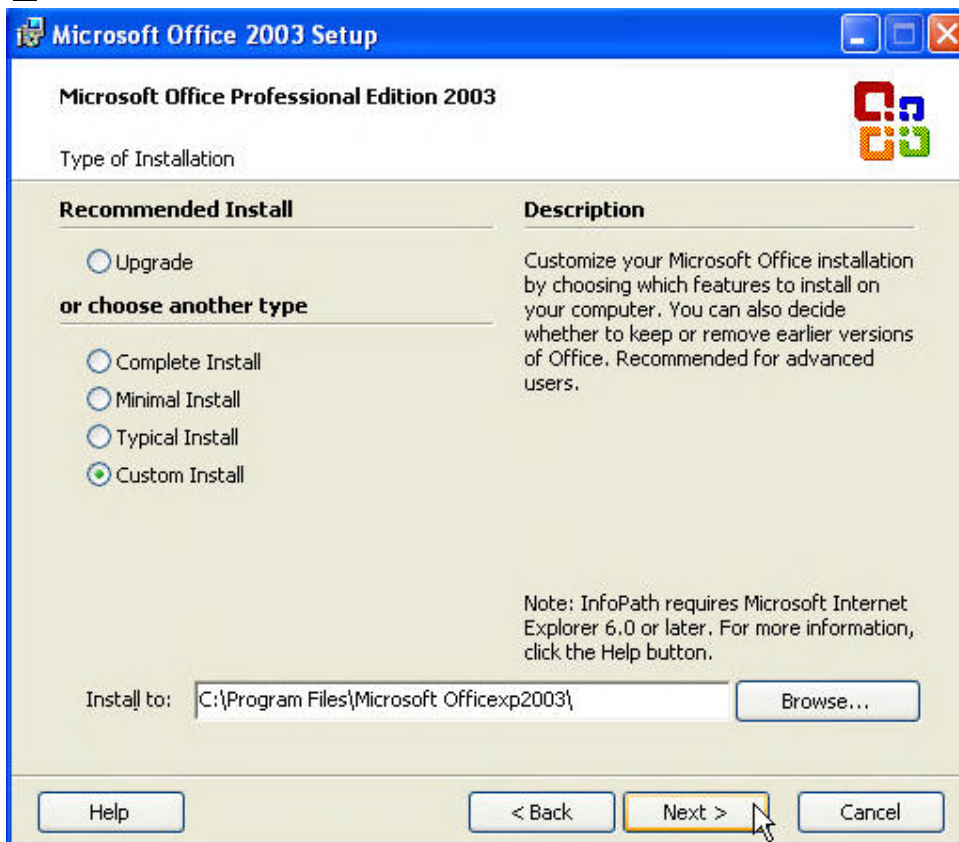 Microsoft Office 2003 Setup
Microsoft Office Professional Edition 2003
Type of Installation
Recommended Install
Upgrade
or choose another type
Complete Install
Minimal Install
Typical Install
Custom Install
Description
Customize your Microsoft Office installation
by choosing which features to install on
your computer. You can also decide
whether to keep or remove earlier versions
of Office. Recommended for advanced
users.
Note: InfoPath requires Microsoft Internet
Explorer 6.0 or later. For more information,
click the Help button.
Install to: C:\Program Files\Microsoft Officexp2003\ Browse...
Help < Back Next > Cancel